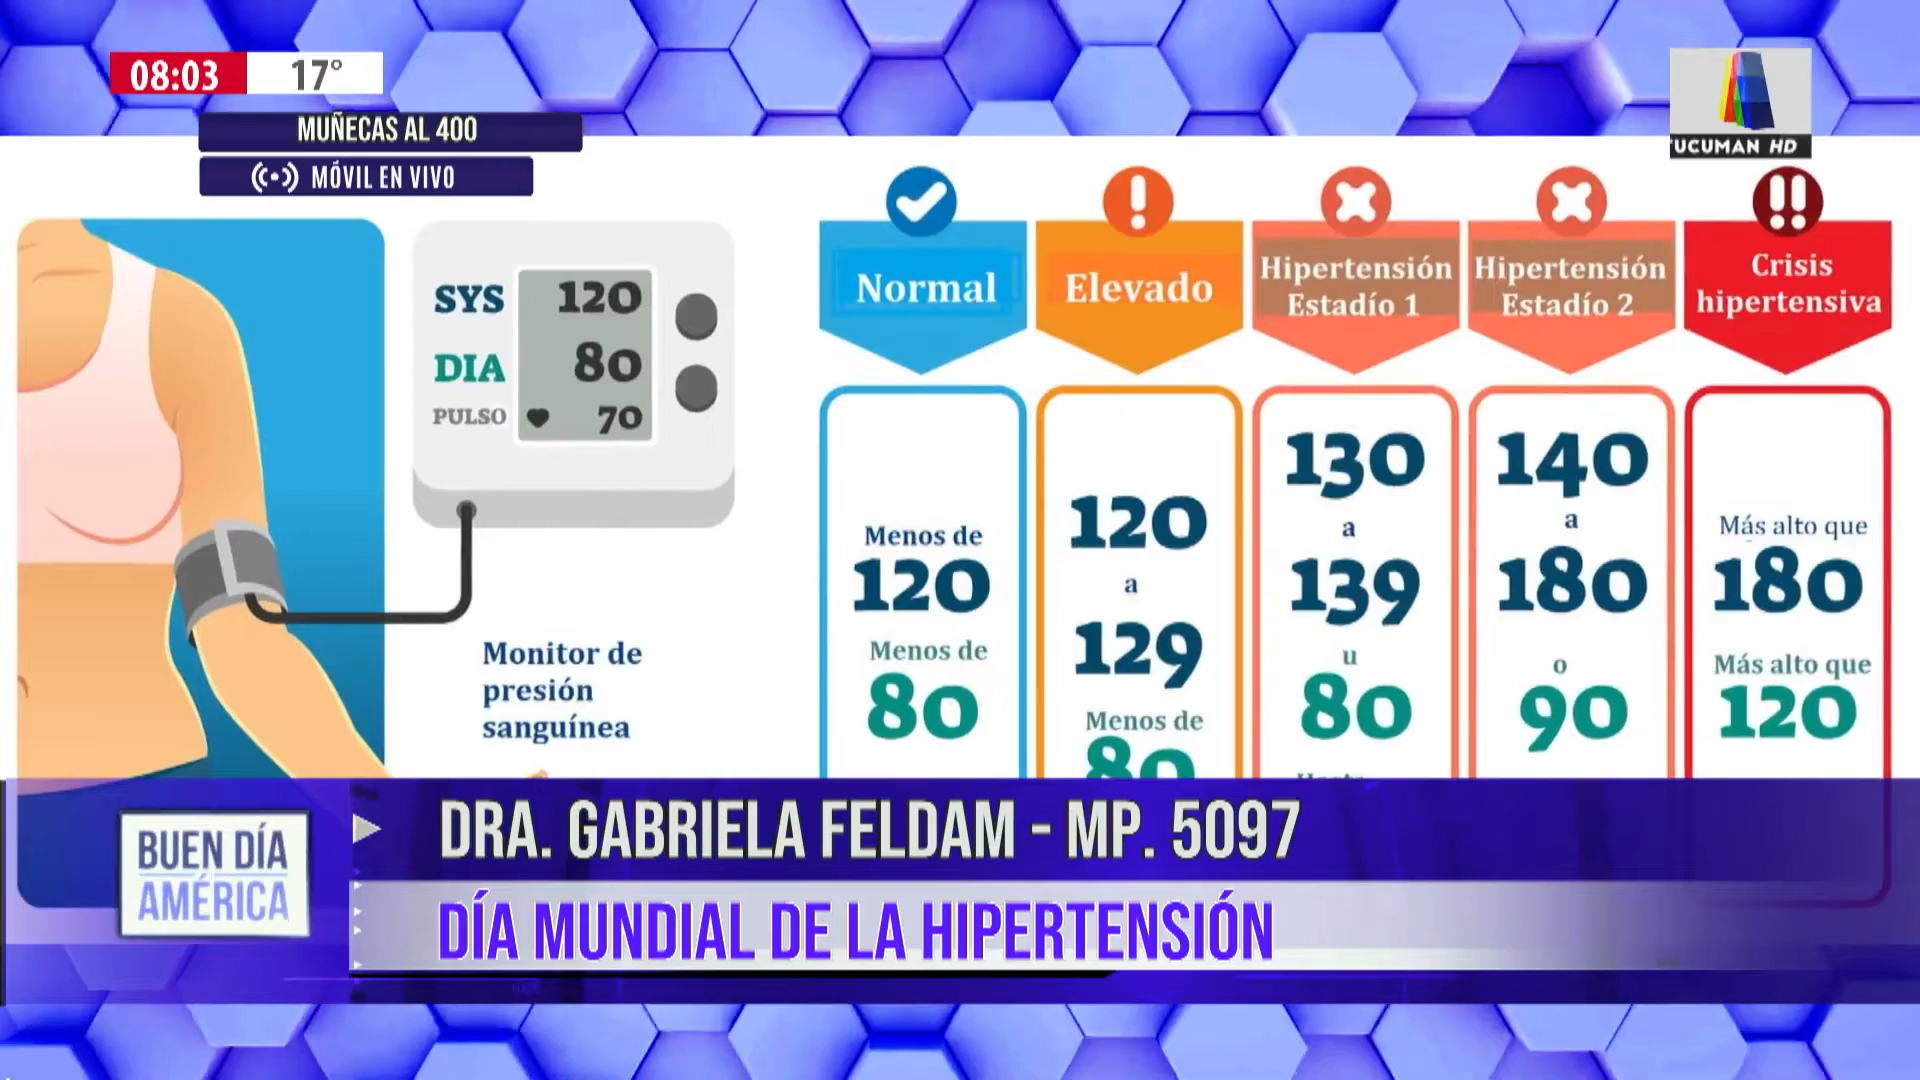 08:03 17°
MUÑECAS AL 400
MÓVIL EN VIVO
UCUMAN HD
SYS 120
DIA 80
PULSO 70
Monitor de
presión
sanguínea
Normal
Menos de
120
Menos de
80
Elevado
120
a
129
Menos de
80
Hipertensión
Estadío 1
130
a
139
u
80
Hipertensión
Estadío 2
140
a
180
o
90
Crisis
hipertensiva
Más alto que
180
Más alto que
120
BUEN DÍA
AMÉRICA
DRA. GABRIELA FELDAM - MP. 5097
DÍA MUNDIAL DE LA HIPERTENSIÓN